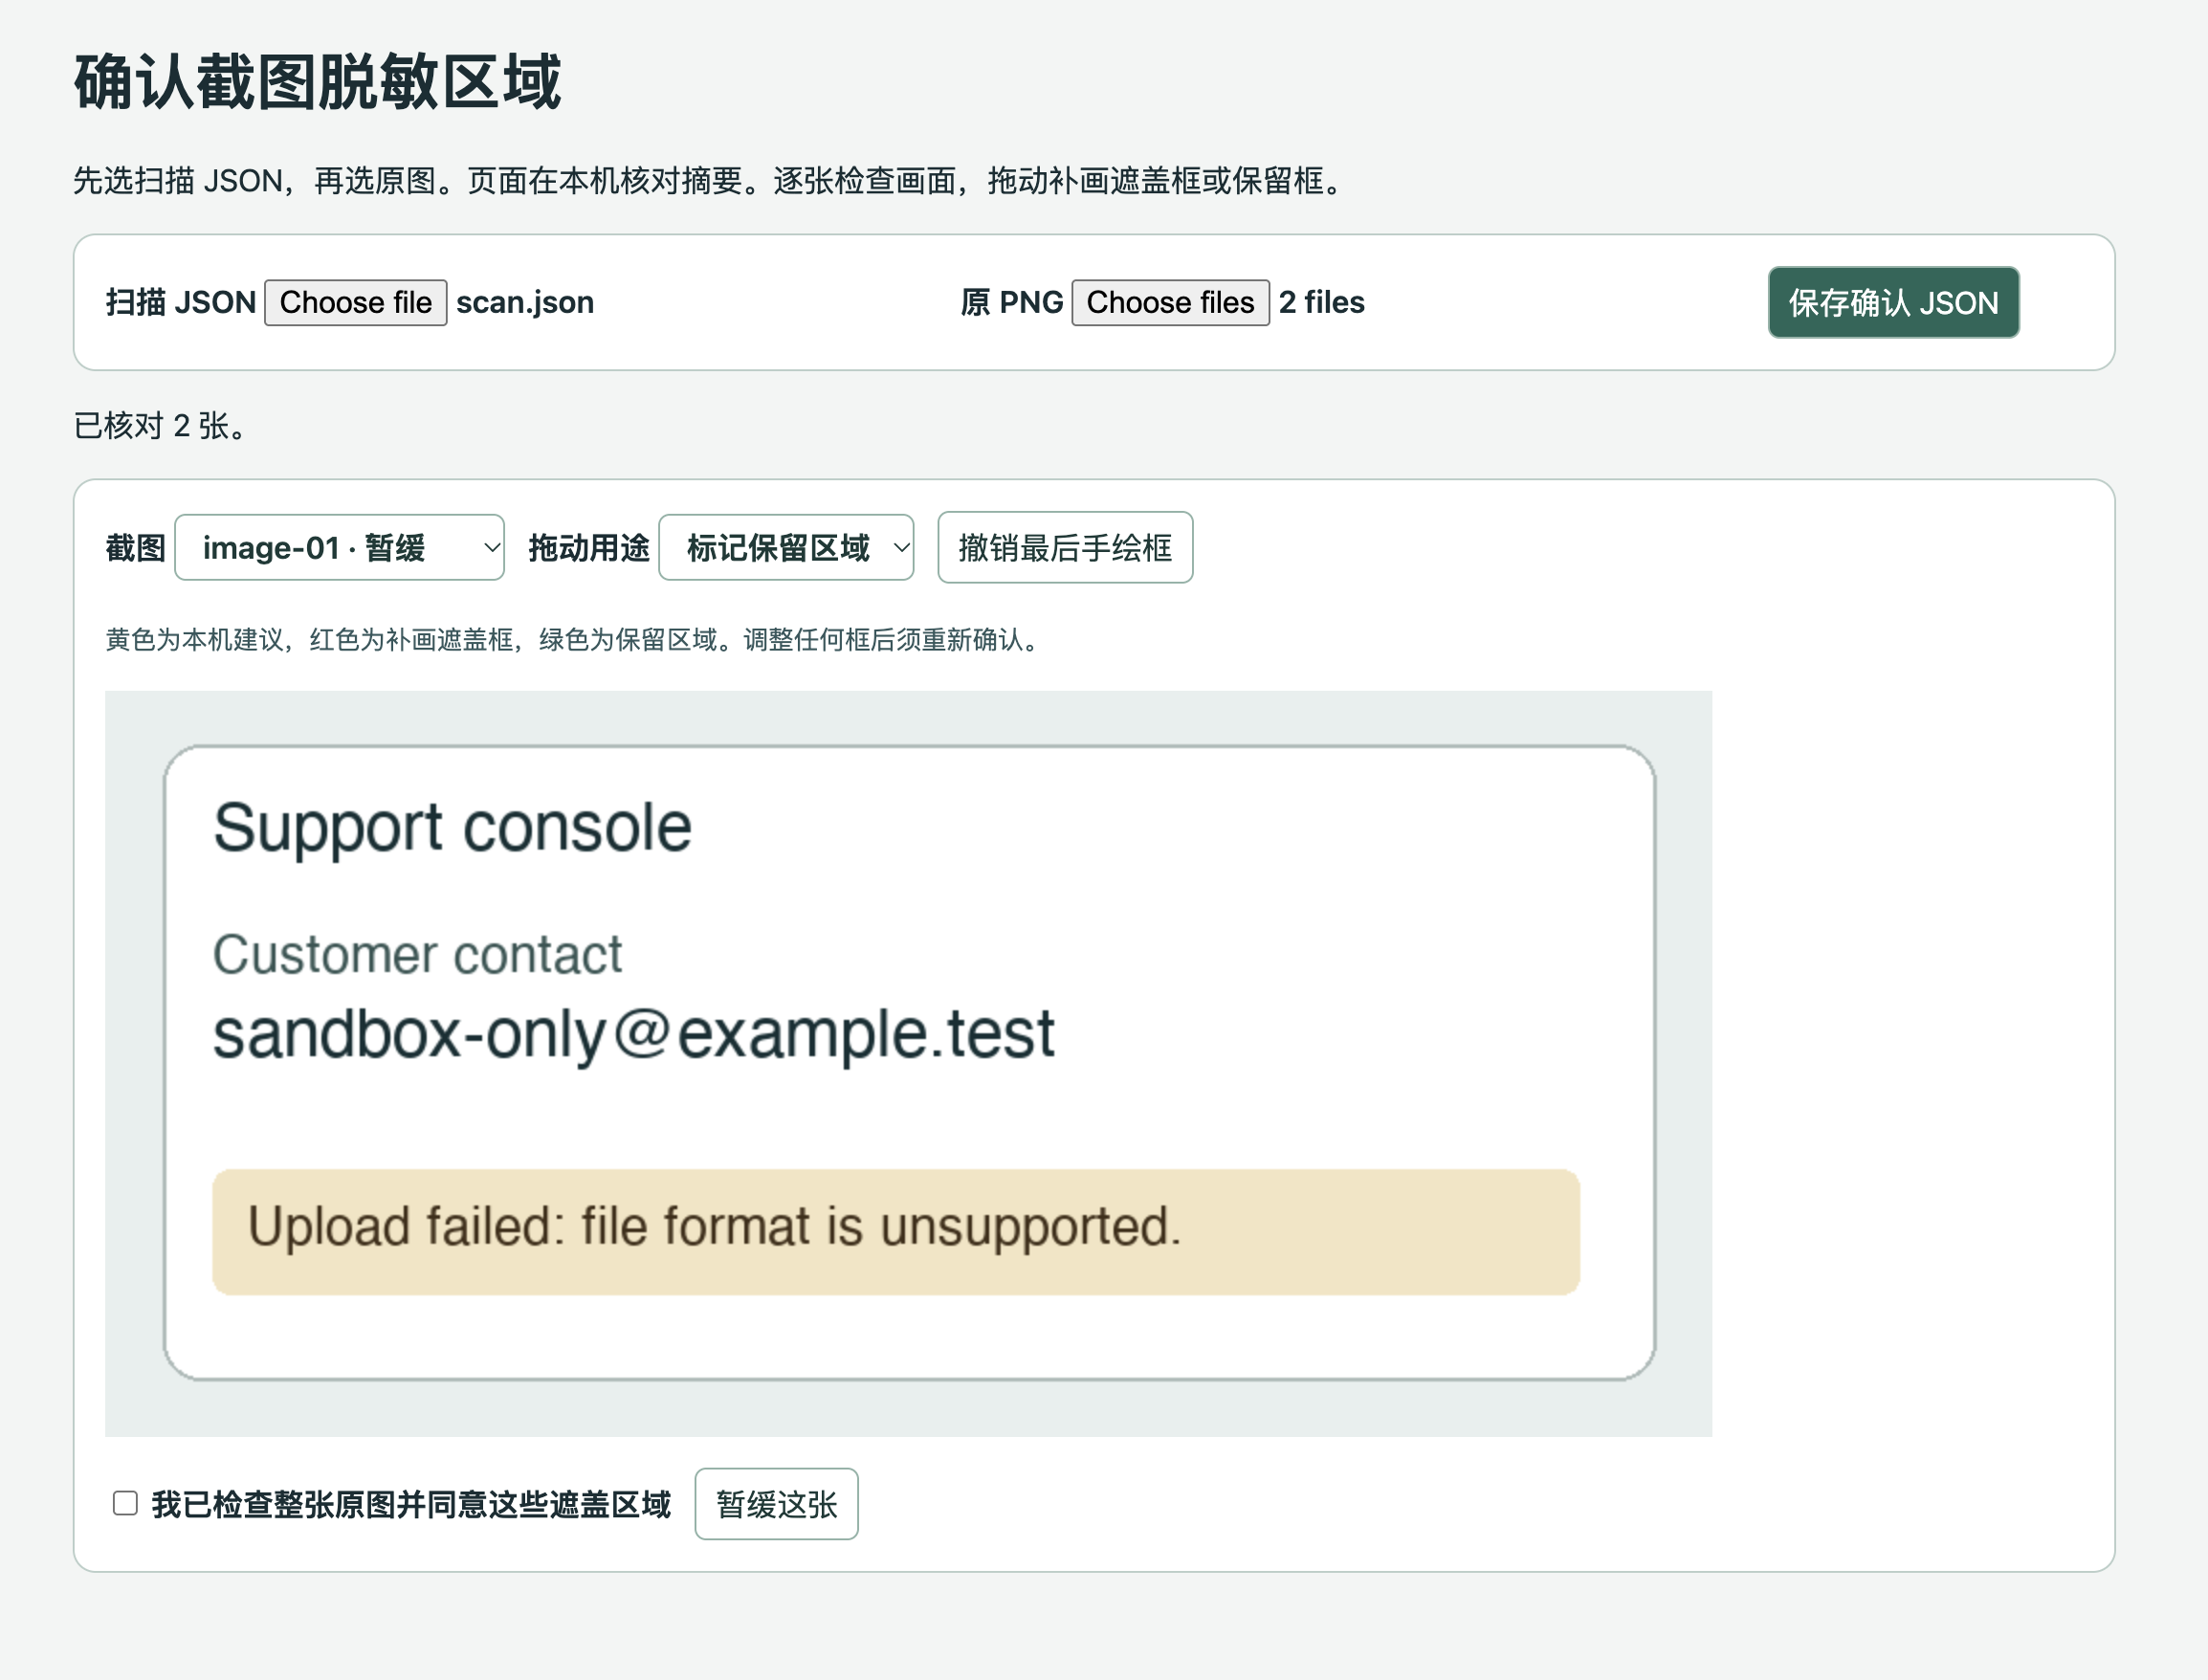 确认截图脱敏区域
先选扫描 JSON，再选原图。页面在本机核对摘要。逐张检查画面，拖动补画遮盖框或保留框。
扫描 JSON Choose file scan.json 原 PNG Choose files 2 files 保存确认 JSON
已核对 2 张。
截图 image-01 · 暂缓 拖动用途 标记保留区域 撤销最后手绘框
黄色为本机建议，红色为补画遮盖框，绿色为保留区域。调整任何框后须重新确认。
Support console
Customer contact
sandbox-only@example.test
Upload failed: file format is unsupported.
我已检查整张原图并同意这些遮盖区域 暂缓这张